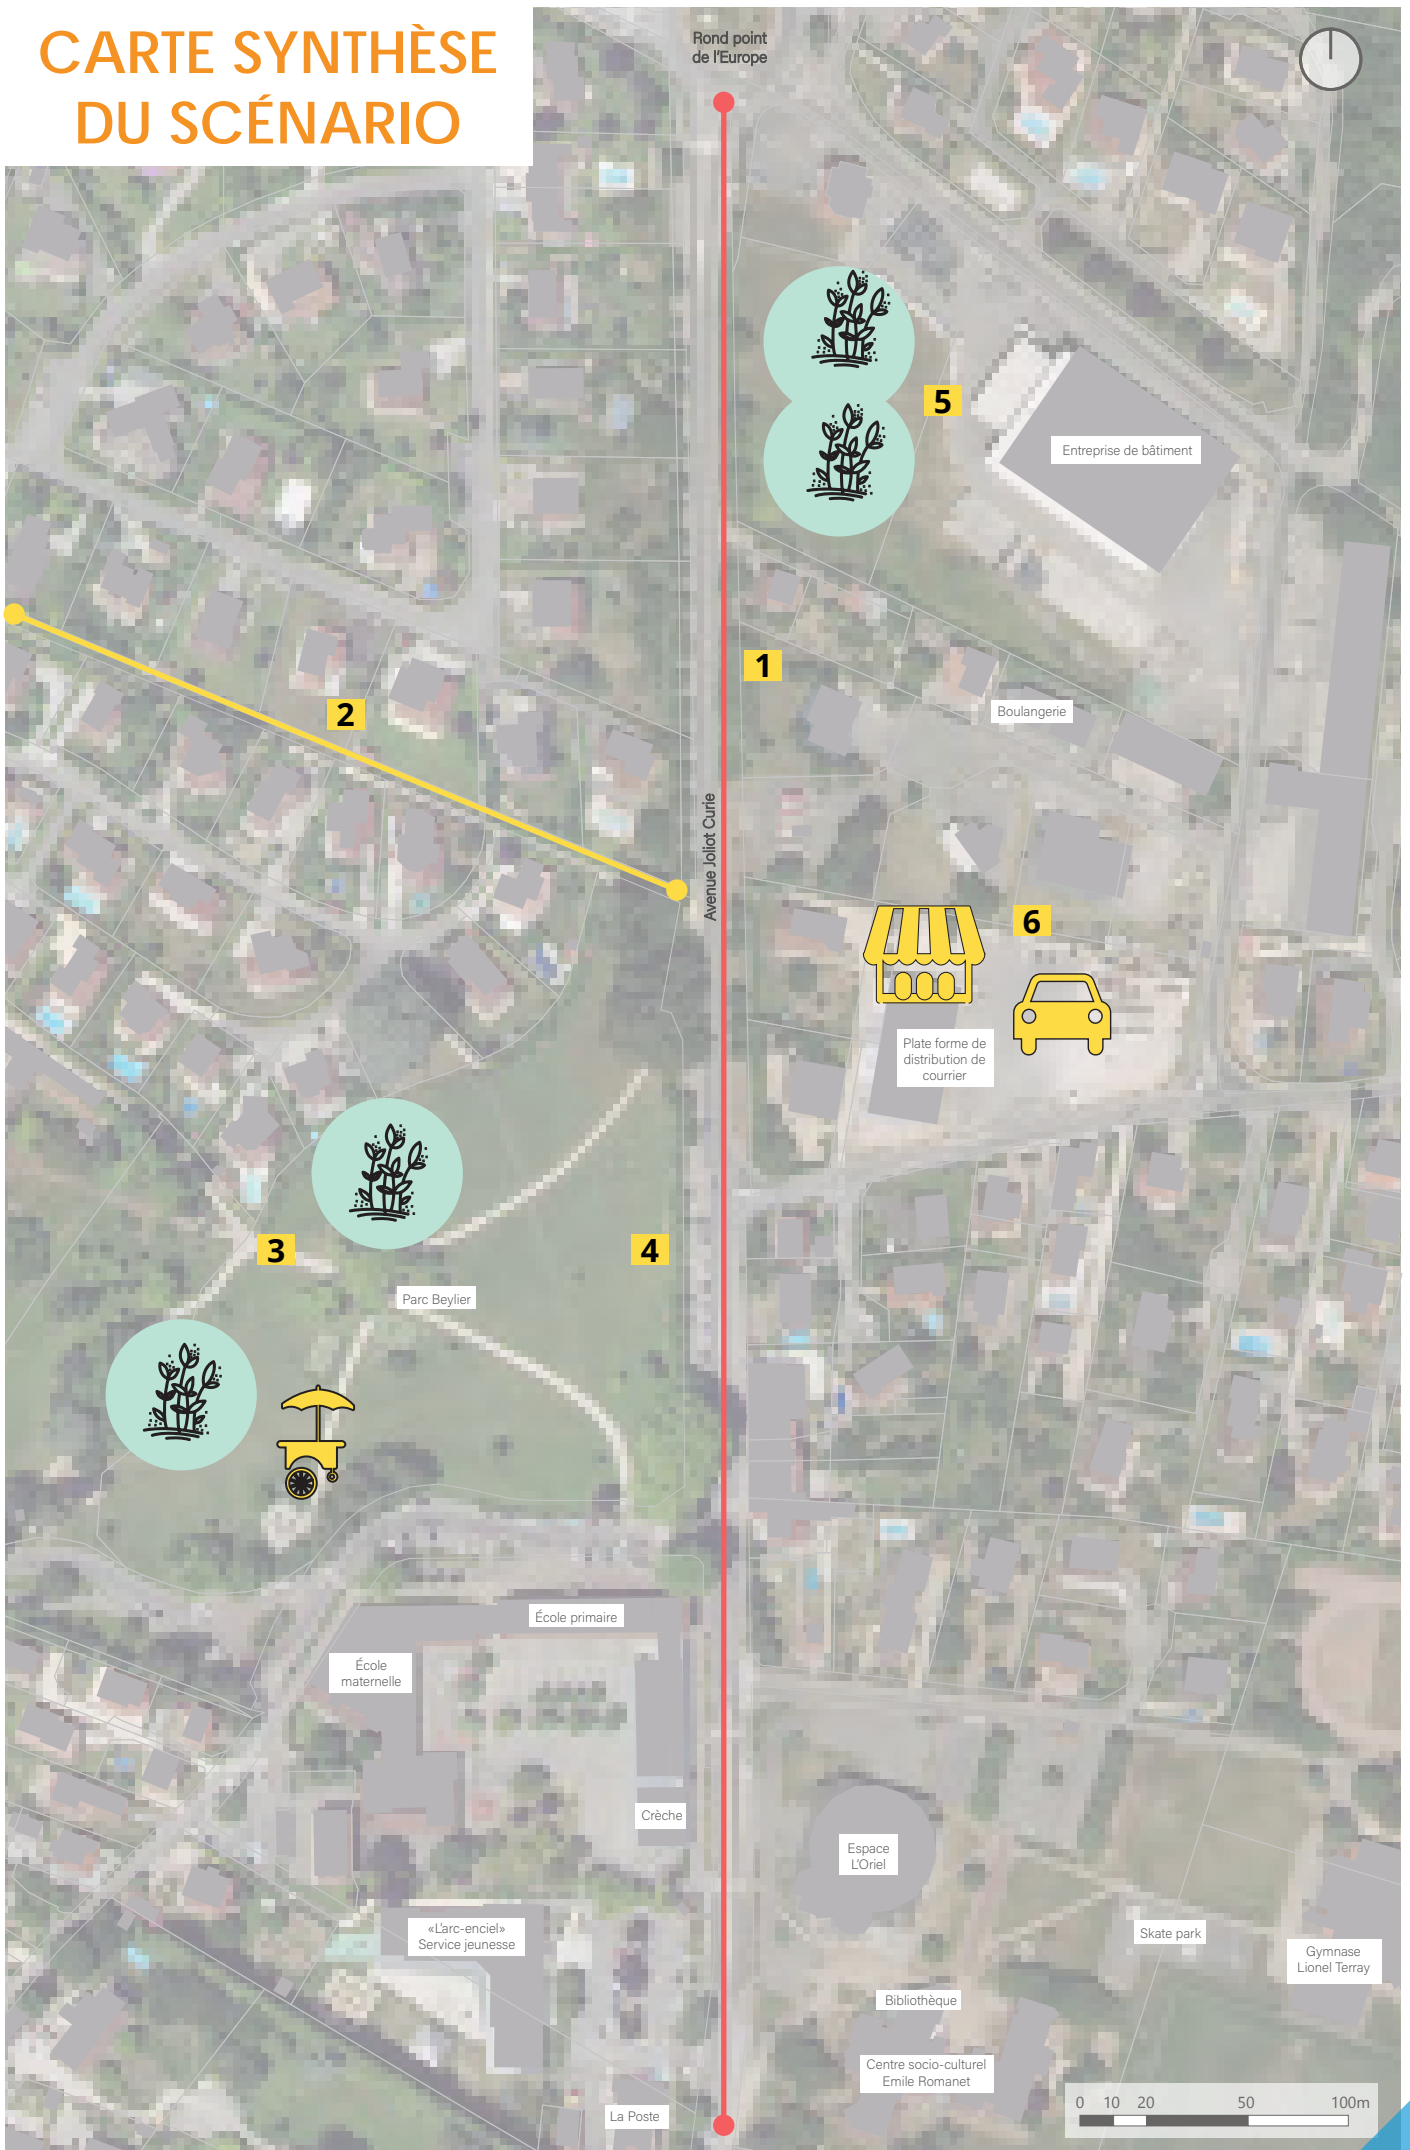 CARTE SYNTHÈSE
DU SCÉNARIO
Rond point
de l'Europe
5
Entreprise de bâtiment
1
2
Boulangerie
Avenue Joliot Curie
6
Plate forme de
distribution de
courrier
3
4
Parc Beylier
École primaire
École
maternelle
Crèche
Espace
L'Oriel
«L'arc-enciel»
Service jeunesse
Skate park
Gymnase
Lionel Terray
Bibliothèque
Centre socio-culturel
Emile Romanet
La Poste
0 10 20 50 100m